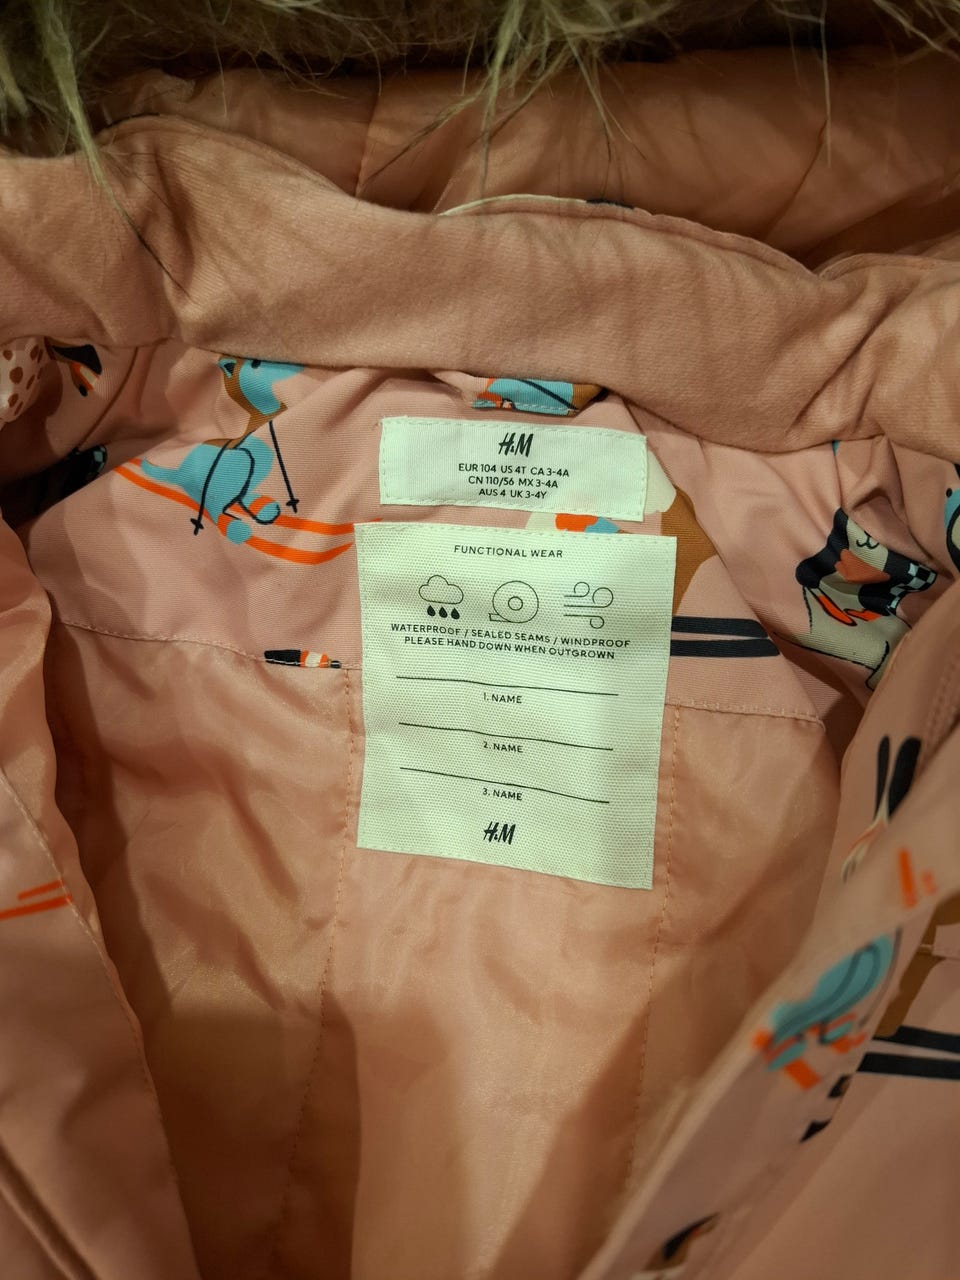 H&M
EUR 104 US 4T CA 3-4A
CN 110/56 MX 3-4A
AUS 4 UK 3-4Y
FUNCTIONAL WEAR
WATERPROOF / SEALED SEAMS / WINDPROOF
PLEASE HAND DOWN WHEN OUTGROWN
1. NAME
2. NAME
3. NAME
H&M